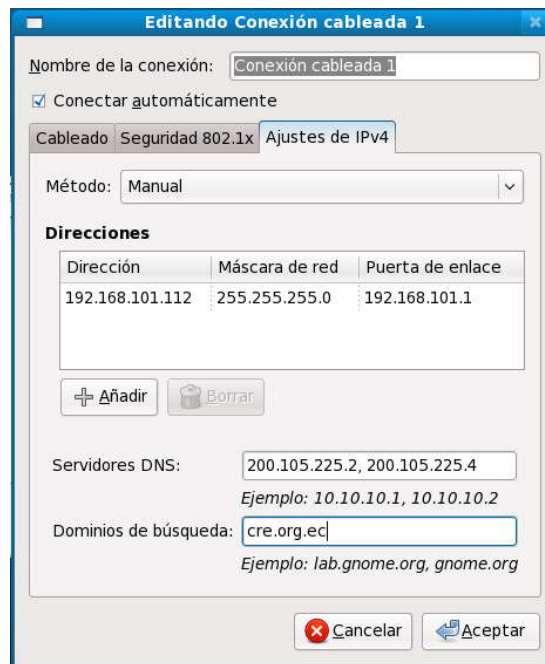 Editando Conexión cableada 1
Nombre de la conexión: Conexión cableada 1
Conectar automáticamente
Cableado Seguridad 802.1x Ajustes de IPv4
Método: Manual
Direcciones
Dirección Máscara de red Puerta de enlace
192.168.101.112 255.255.255.0 192.168.101.1
Añadir Borrar
Servidores DNS: 200.105.225.2, 200.105.225.4
Ejemplo: 10.10.10.1, 10.10.10.2
Dominios de búsqueda: cre.org.ec
Ejemplo: lab.gnome.org, gnome.org
Cancelar Aceptar